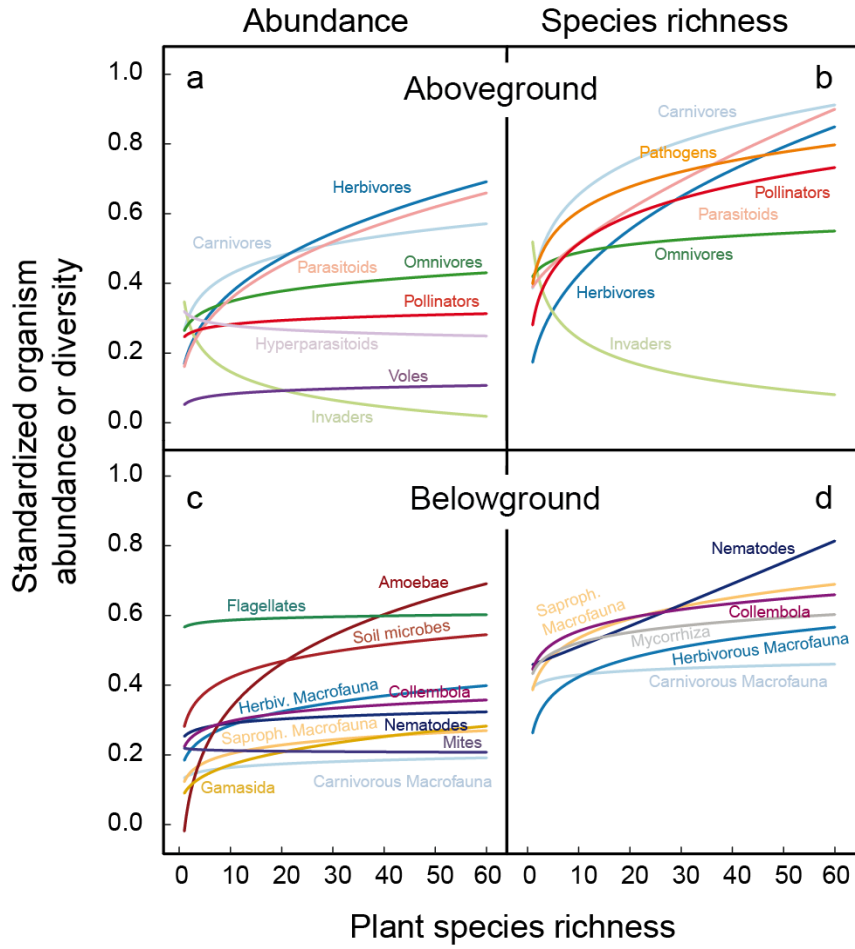 Abundance
Species richness
Standardized organism
abundance or diversity
a
Aboveground
b
1.0
0.8
0.6
0.4
0.2
0.0
Herbivores
Carnivores
Parasitoids
Omnivores
Pollinators
Hyperparasitoids
Voles
Invaders
Carnivores
Pathogens
Pollinators
Parasitoids
Omnivores
Herbivores
Invaders
c
Belowground
d
1.0
0.8
0.6
0.4
0.2
0.0
Amoebae
Flagellates
Soil microbes
Herbiv. Macrofauna
Collembola
Nematodes
Saproph. Macrofauna
Mites
Gamasida
Carnivorous Macrofauna
Nematodes
Saproph.
Macrofauna
Collembola
Mycorrhiza
Herbivorous Macrofauna
Carnivorous Macrofauna
0 10 20 30 40 50 60
0 10 20 30 40 50 60
Plant species richness